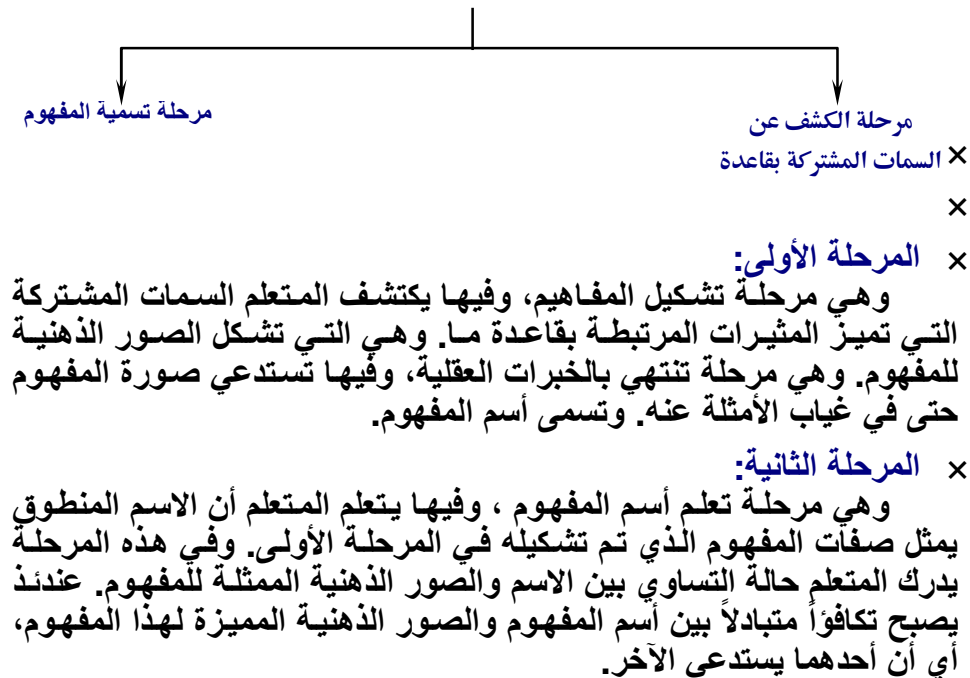 مرحلة الكشف عن
السمات المشتركة بقاعدة
مرحلة تسمية المفهوم
المرحلة الأولى:
وهي مرحلة تشكيل المفاهيم، وفيها يكتشف المتعلم السمات المشتركة
التي تميز المثيرات المرتبطة بقاعدة ما. وهي التي تشكل الصور الذهنية
للمفهوم. وهي مرحلة تنتهي بالخبرات العقلية، وفيها تستدعي صورة المفهوم
حتى في غياب الأمثلة عنه. وتسمى أسم المفهوم.
المرحلة الثانية:
وهي مرحلة تعلم أسم المفهوم ، وفيها يتعلم المتعلم أن الاسم المنطوق
يمثل صفات المفهوم الذي تم تشكيله في المرحلة الأولى. وفي هذه المرحلة
يدرك المتعلم حالة التساوي بين الاسم والصور الذهنية الممثلة للمفهوم. عندئذ
يصبح تكافؤاً متبادلاً بين أسم المفهوم والصور الذهنية المميزة لهذا المفهوم،
أي أن أحدهما يستدعي الآخر.